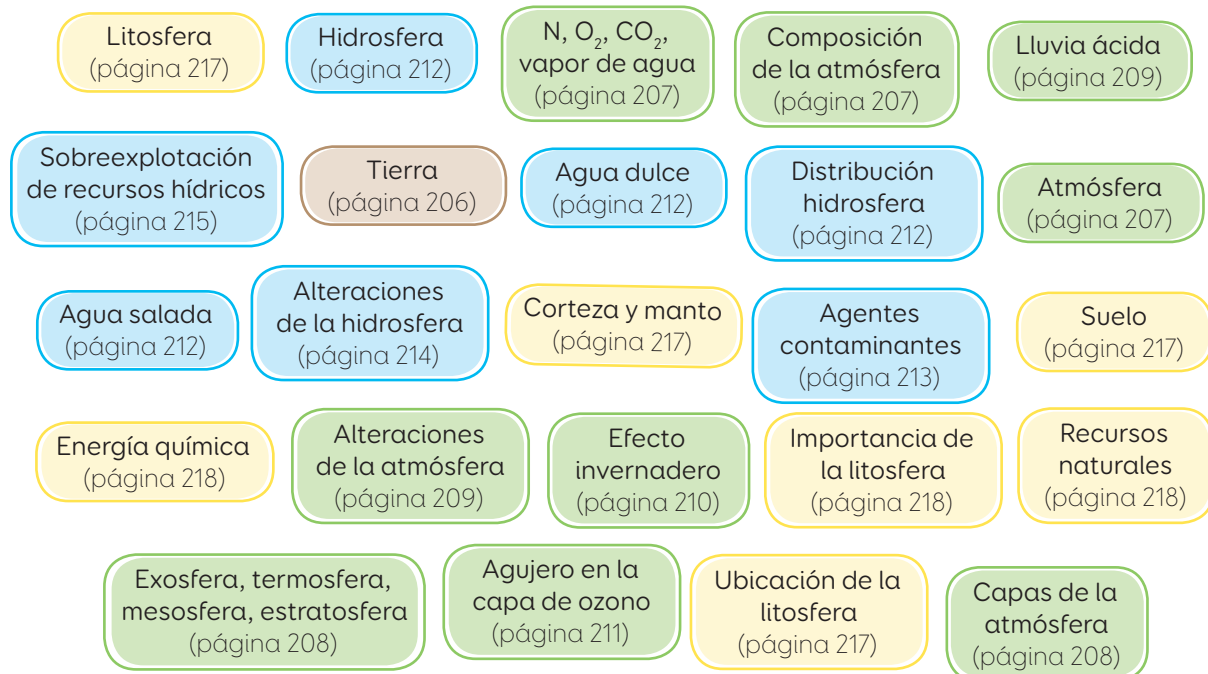 Litosfera
(página 217)
Hidrosfera
(página 212)
N, O₂, CO₂,
vapor de agua
(página 207)
Composición
de la atmósfera
(página 207)
Lluvia ácida
(página 209)
Sobreexplotación
de recursos hídricos
(página 215)
Tierra
(página 206)
Agua dulce
(página 212)
Distribución
hidrosfera
(página 212)
Atmósfera
(página 207)
Agua salada
(página 212)
Alteraciones
de la hidrosfera
(página 214)
Corteza y manto
(página 217)
Agentes
contaminantes
(página 213)
Suelo
(página 217)
Energía química
(página 218)
Alteraciones
de la atmósfera
(página 209)
Efecto
invernadero
(página 210)
Importancia de
la litosfera
(página 218)
Recursos
naturales
(página 218)
Exosfera, termosfera,
mesosfera, estratosfera
(página 208)
Agujero en la
capa de ozono
(página 211)
Ubicación de la
litosfera
(página 217)
Capas de la
atmósfera
(página 208)